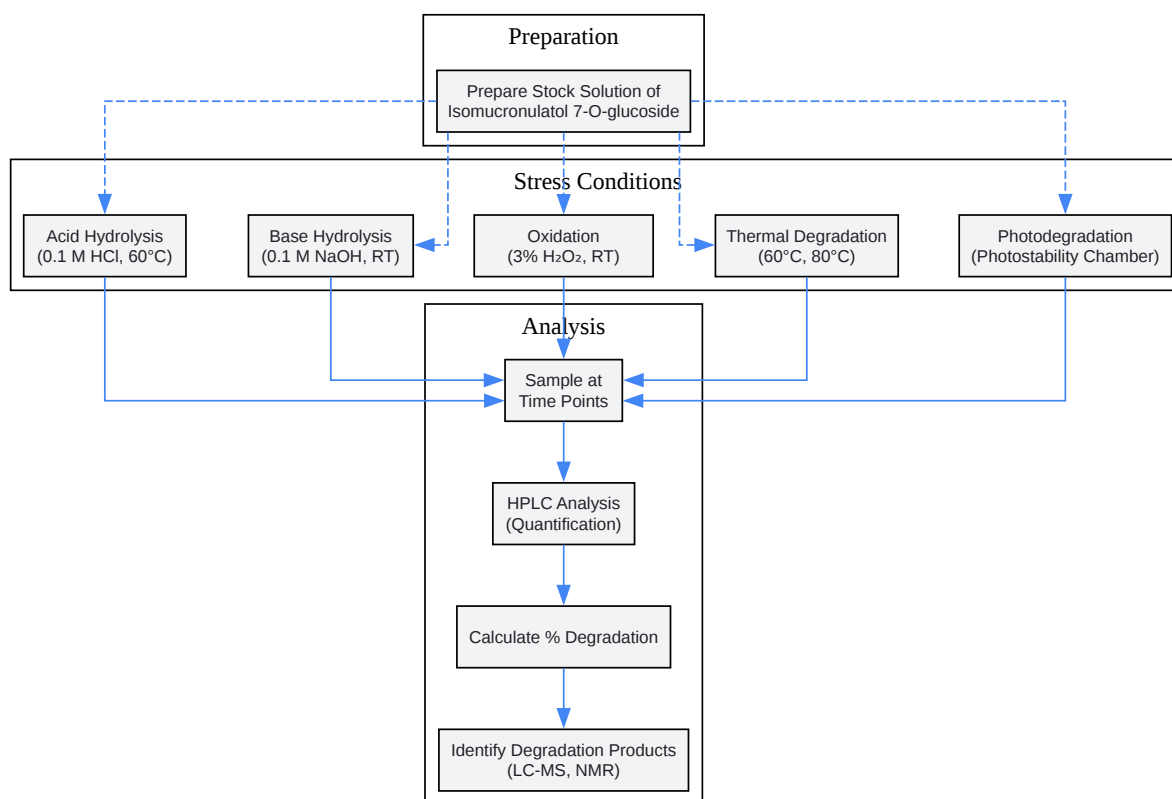 Preparation
Prepare Stock Solution of
Isomucronulatol 7-O-glucoside
Stress Conditions
Acid Hydrolysis
(0.1 M HCl, 60°C)
Base Hydrolysis
(0.1 M NaOH, RT)
Oxidation
(3% H₂O₂, RT)
Thermal Degradation
(60°C, 80°C)
Photodegradation
(Photostability Chamber)
Analysis
Sample at
Time Points
HPLC Analysis
(Quantification)
Calculate % Degradation
Identify Degradation Products
(LC-MS, NMR)